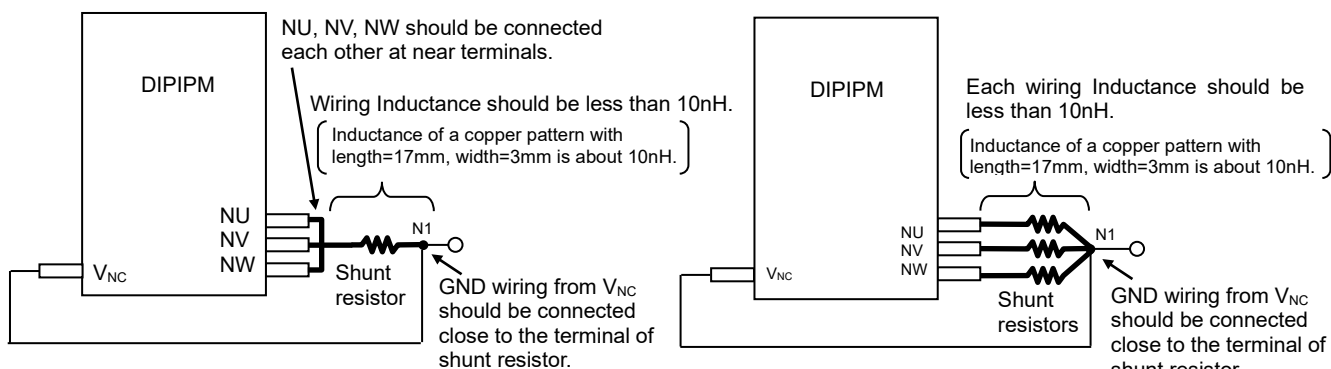 NU, NV, NW should be connected
each other at near terminals.
DIPIPM
Wiring Inductance should be less than 10nH.
Inductance of a copper pattern with
length=17mm, width=3mm is about 10nH.
NU
NV
NW
N1
VNC
Shunt
resistor
GND wiring from VNC
should be connected
close to the terminal of
shunt resistor.
DIPIPM
Each wiring Inductance should be
less than 10nH.
Inductance of a copper pattern with
length=17mm, width=3mm is about 10nH.
NU
NV
NW
N1
VNC
Shunt
resistors
GND wiring from VNC
should be connected
close to the terminal of
shunt resistor